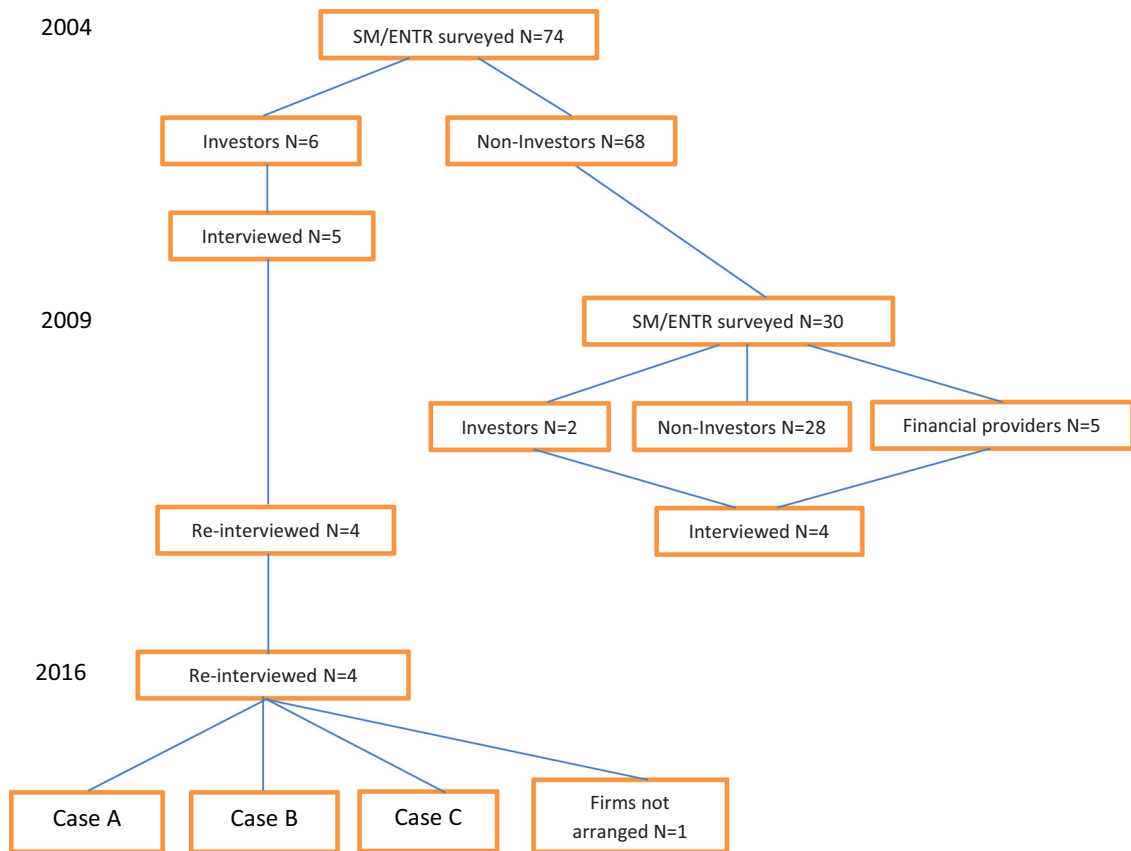 2004
SM/ENTR surveyed N=74
Investors N=6
Non-Investors N=68
Interviewed N=5
2009
SM/ENTR surveyed N=30
Investors N=2
Non-Investors N=28
Financial providers N=5
Re-interviewed N=4
Interviewed N=4
2016
Re-interviewed N=4
Case A
Case B
Case C
Firms not
arranged N=1